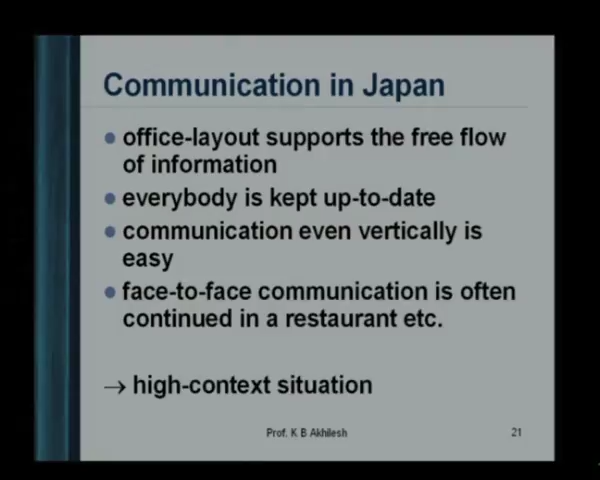 Communication in Japan
office-layout supports the free flow
of information
everybody is kept up-to-date
communication even vertically is
easy
face-to-face communication is often
continued in a restaurant etc.
→ high-context situation
Prof. K B Akhilesh
21